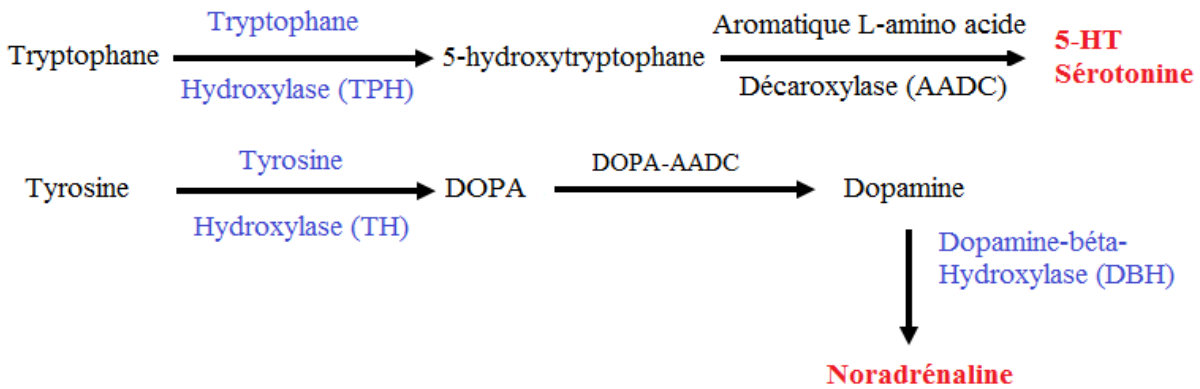 Tryptophane
Tryptophane
Hydroxylase (TPH)
5-hydroxytryptophane
Aromatique L-amino acide
Décaroxylase (AADC)
5-HT
Sérotonine
Tyrosine
Tyrosine
Hydroxylase (TH)
DOPA
DOPA-AADC
Dopamine
Dopamine-béta-
Hydroxylase (DBH)
Noradrénaline